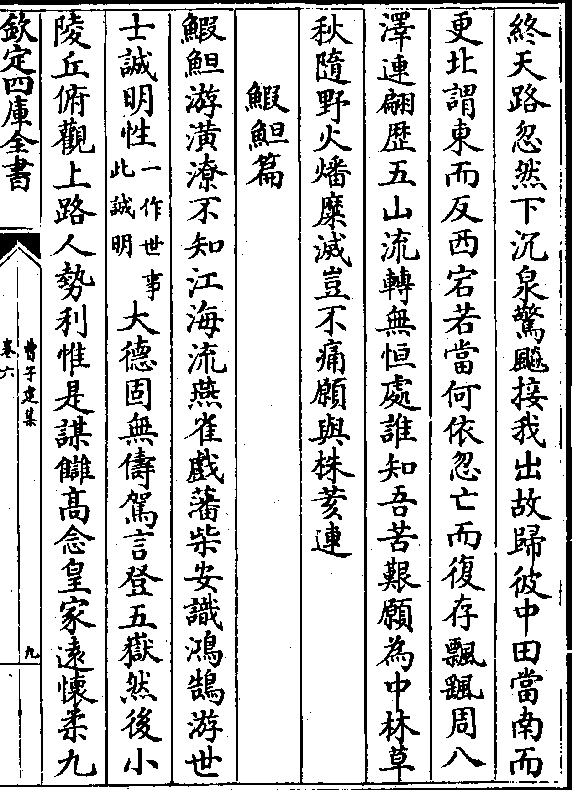 終天路忽然下沉泉驚飈接我出故歸彼中田當南而
更北謂東而反西宕若當何依忽亡而復存飄颻周八
澤連翩歴五山流轉無恒處誰知吾苦艱願為中林草
秋隨野火燔糜滅豈不痛願與株荄連
鰕䱇篇
鰕䱇游潢潦不知江海流燕雀戲藩柴安識鴻鵠游世
士誠明性一作世事此誠明大德固無儔駕言登五嶽然後小
陵丘俯觀上路人勢利惟是謀讎高念皇家遠懐柔九
欽定四庫全書
曹子建集
卷六
九